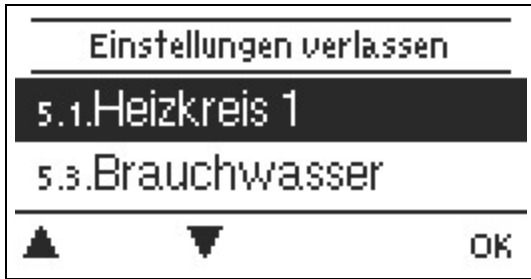 Einstellungen verlassen
5.1.Heizkreis 1
5.3.Brauchwasser
OK